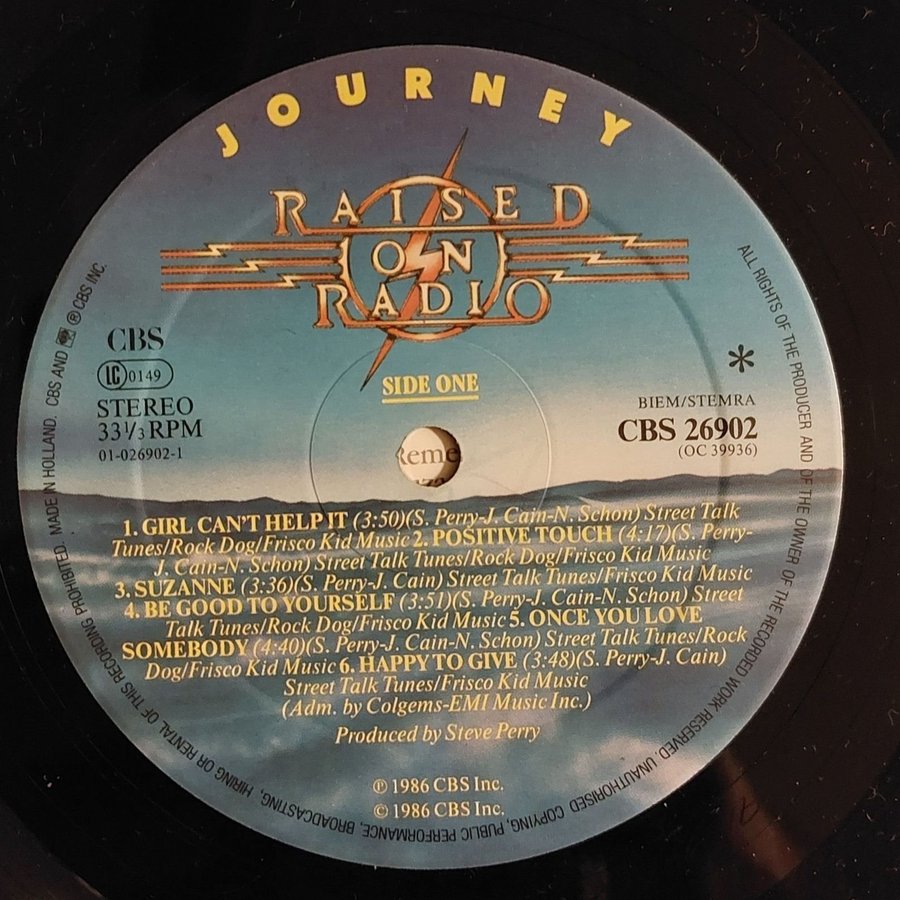 JOURNEY
RAISED
ON
RADIO
CBS
LC 0149
STEREO
33 1/3 RPM
01-026902-1
SIDE ONE
*
BIEM/STEMRA
CBS 26902
(OC 39936)
1. GIRL CAN'T HELP IT (3:50)(S. Perry-J. Cain-N. Schon) Street Talk
Tunes/Rock Dog/Frisco Kid Music 2. POSITIVE TOUCH (4:17)(S. Perry-
J. Cain-N. Schon) Street Talk Tunes/Rock Dog/Frisco Kid Music
3. SUZANNE (3:36)(S. Perry-J. Cain) Street Talk Tunes/Frisco Kid Music
4. BE GOOD TO YOURSELF (3:51)(S. Perry-J. Cain-N. Schon) Street
Talk Tunes/Rock Dog/Frisco Kid Music 5. ONCE YOU LOVE
SOMEBODY (4:40)(S. Perry-J. Cain-N. Schon) Street Talk Tunes/Rock
Dog/Frisco Kid Music 6. HAPPY TO GIVE (3:48)(S. Perry-J. Cain)
Street Talk Tunes/Frisco Kid Music
(Adm. by Colgems-EMI Music Inc.)
Produced by Steve Perry
℗ 1986 CBS Inc.
© 1986 CBS Inc.
ALL RIGHTS OF THE PRODUCER AND OF THE OWNER OF THE RECORDED WORK RESERVED. UNAUTHORISED COPYING, PUBLIC PERFORMANCE, BROADCASTING, HIRING OR RENTAL OF THIS RECORDING PROHIBITED. MADE IN HOLLAND. CBS AND ® CBS INC.